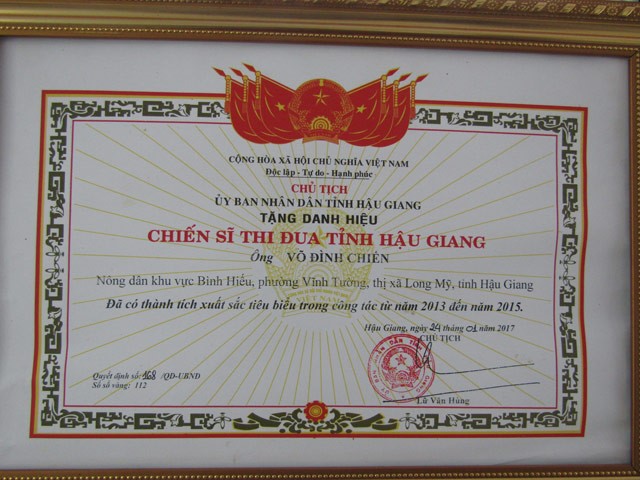 CỘNG HÒA XÃ HỘI CHỦ NGHĨA VIỆT NAM
Độc lập - Tự do - Hạnh phúc
CHỦ TỊCH
ỦY BAN NHÂN DÂN TỈNH HẬU GIANG
TẶNG DANH HIỆU
CHIẾN SĨ THI ĐUA TỈNH HẬU GIANG
Ông VÕ ĐÌNH CHIẾN
Nông dân khu vực Bình Hiếu, phường Vĩnh Tường, thị xã Long Mỹ, tỉnh Hậu Giang
Đã có thành tích xuất sắc tiêu biểu trong công tác từ năm 2013 đến năm 2015.
Hậu Giang, ngày 24 tháng 01 năm 2017
CHỦ TỊCH
Quyết định số: 168 /QĐ-UBND
Số sổ vàng: 112
Lữ Văn Hùng